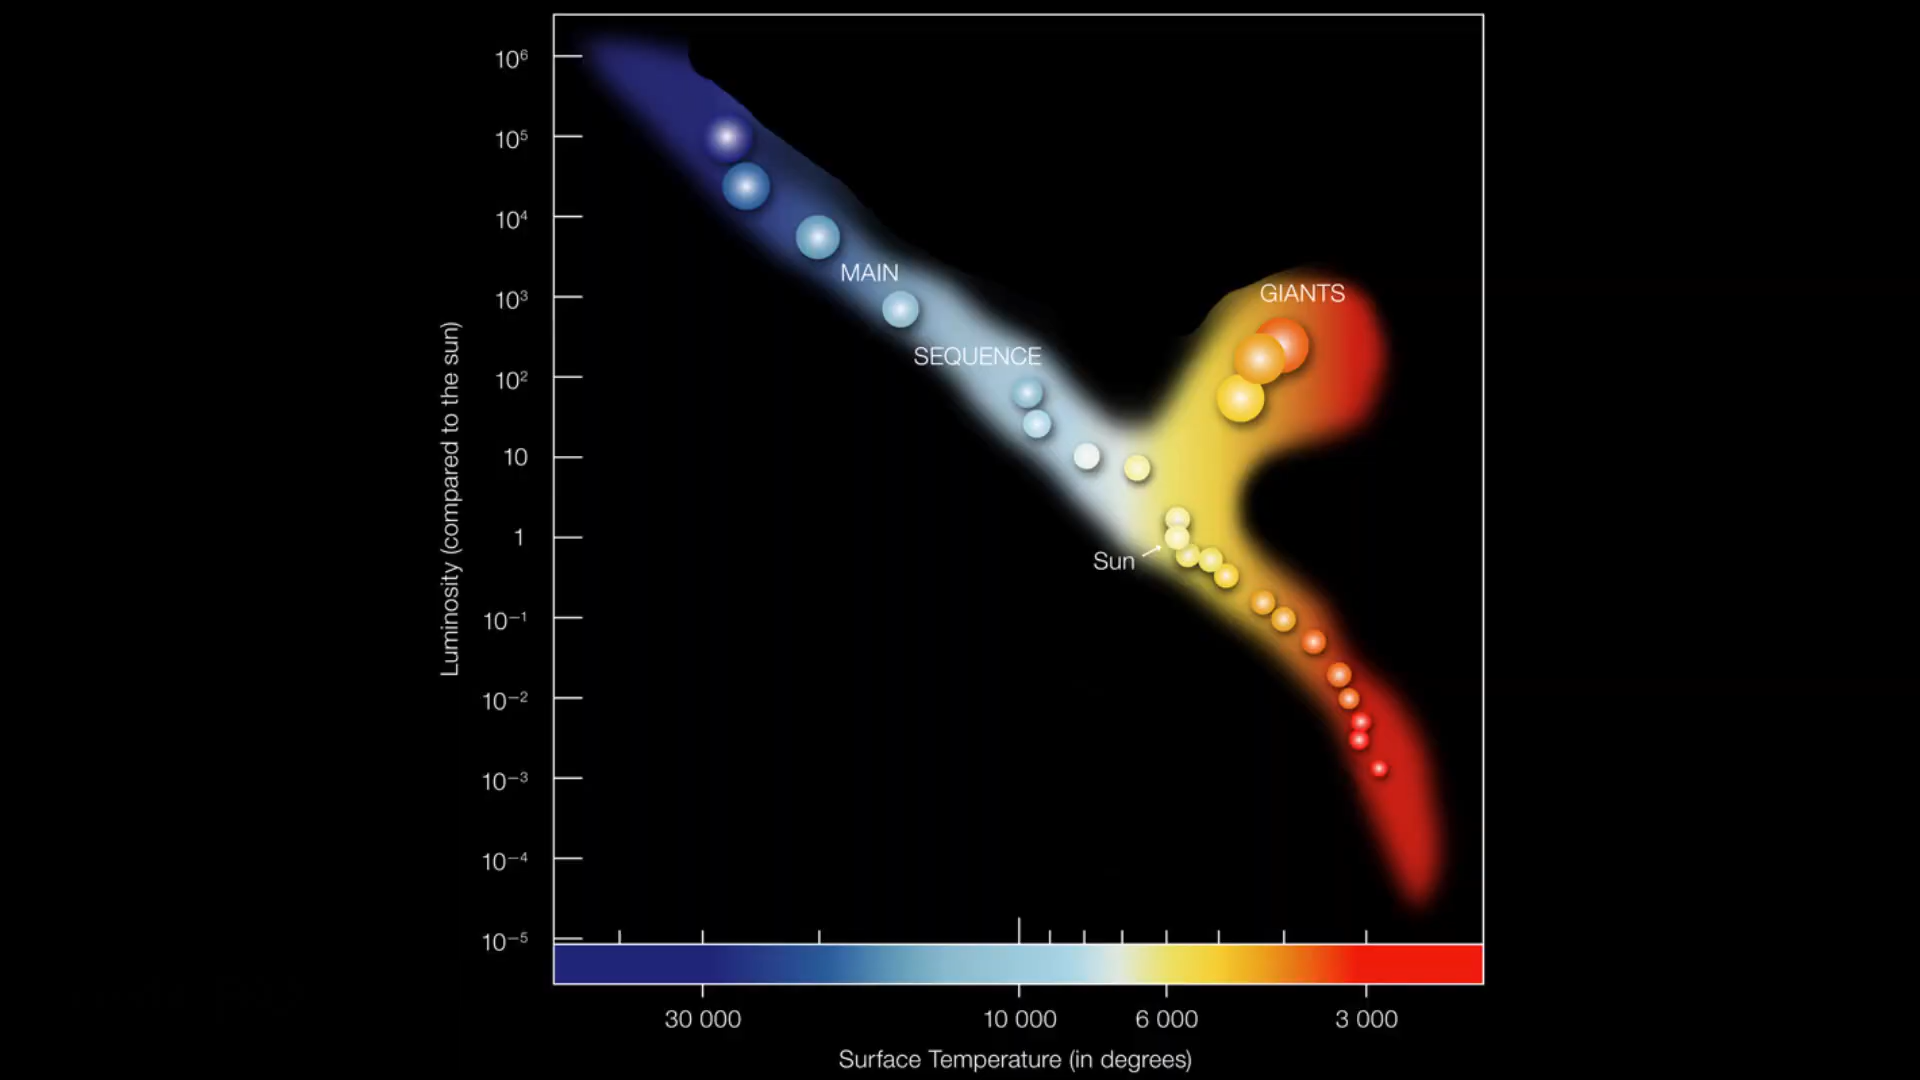 10⁶
10⁵
10⁴
MAIN
GIANTS
10³
SEQUENCE
10²
10
1
Sun
10⁻¹
10⁻²
10⁻³
10⁻⁴
10⁻⁵
Luminosity (compared to the sun)
30 000 10 000 6 000 3 000
Surface Temperature (in degrees)